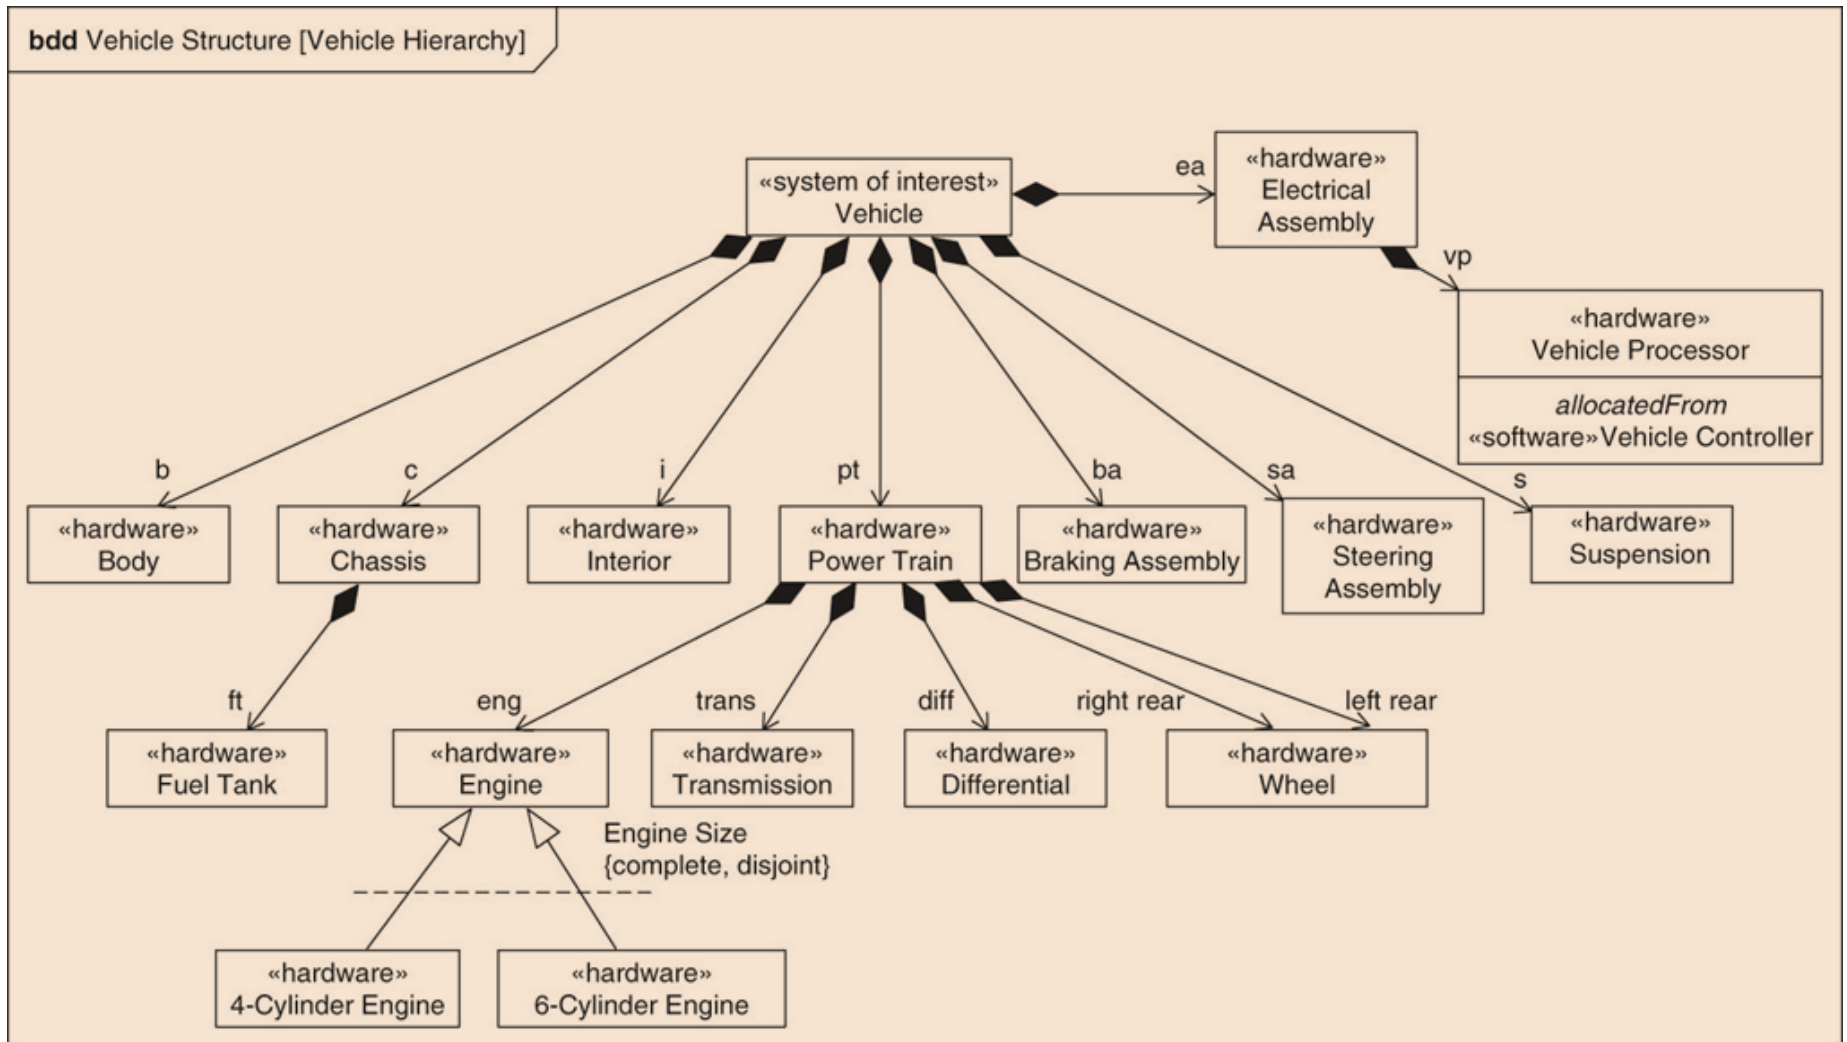 bdd Vehicle Structure [Vehicle Hierarchy]
«system of interest»
Vehicle
ea
«hardware»
Electrical
Assembly
vp
«hardware»
Vehicle Processor
allocatedFrom
«software»Vehicle Controller
b
c
i
pt
ba
sa
s
«hardware»
Body
«hardware»
Chassis
«hardware»
Interior
«hardware»
Power Train
«hardware»
Braking Assembly
«hardware»
Steering
Assembly
«hardware»
Suspension
ft
eng
trans
diff
right rear
left rear
«hardware»
Fuel Tank
«hardware»
Engine
«hardware»
Transmission
«hardware»
Differential
«hardware»
Wheel
Engine Size
{complete, disjoint}
«hardware»
4-Cylinder Engine
«hardware»
6-Cylinder Engine